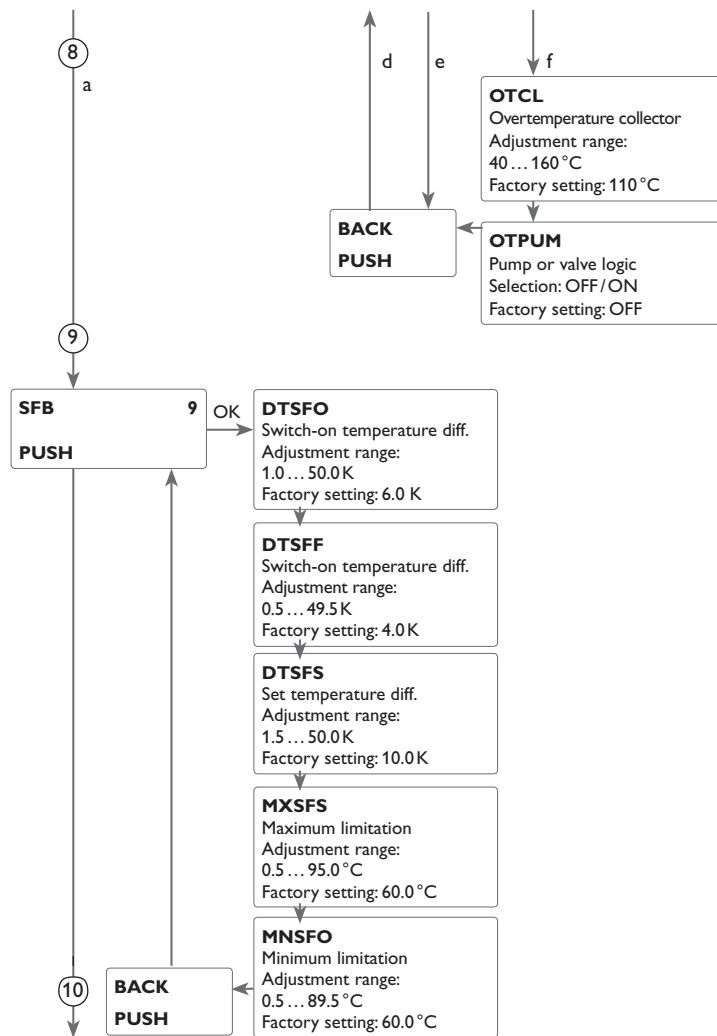 8
a
d
e
f
OTCL
Overtemperature collector
Adjustment range:
40 … 160 °C
Factory setting: 110 °C
BACK
PUSH
OTPUM
Pump or valve logic
Selection: OFF / ON
Factory setting: OFF
9
SFB 9
PUSH
OK
DTSFO
Switch-on temperature diff.
Adjustment range:
1.0 … 50.0 K
Factory setting: 6.0 K
DTSFF
Switch-on temperature diff.
Adjustment range:
0.5 … 49.5 K
Factory setting: 4.0 K
DTSFS
Set temperature diff.
Adjustment range:
1.5 … 50.0 K
Factory setting: 10.0 K
MXSFS
Maximum limitation
Adjustment range:
0.5 … 95.0 °C
Factory setting: 60.0 °C
MNSFO
Minimum limitation
Adjustment range:
0.5 … 89.5 °C
Factory setting: 60.0 °C
10
BACK
PUSH